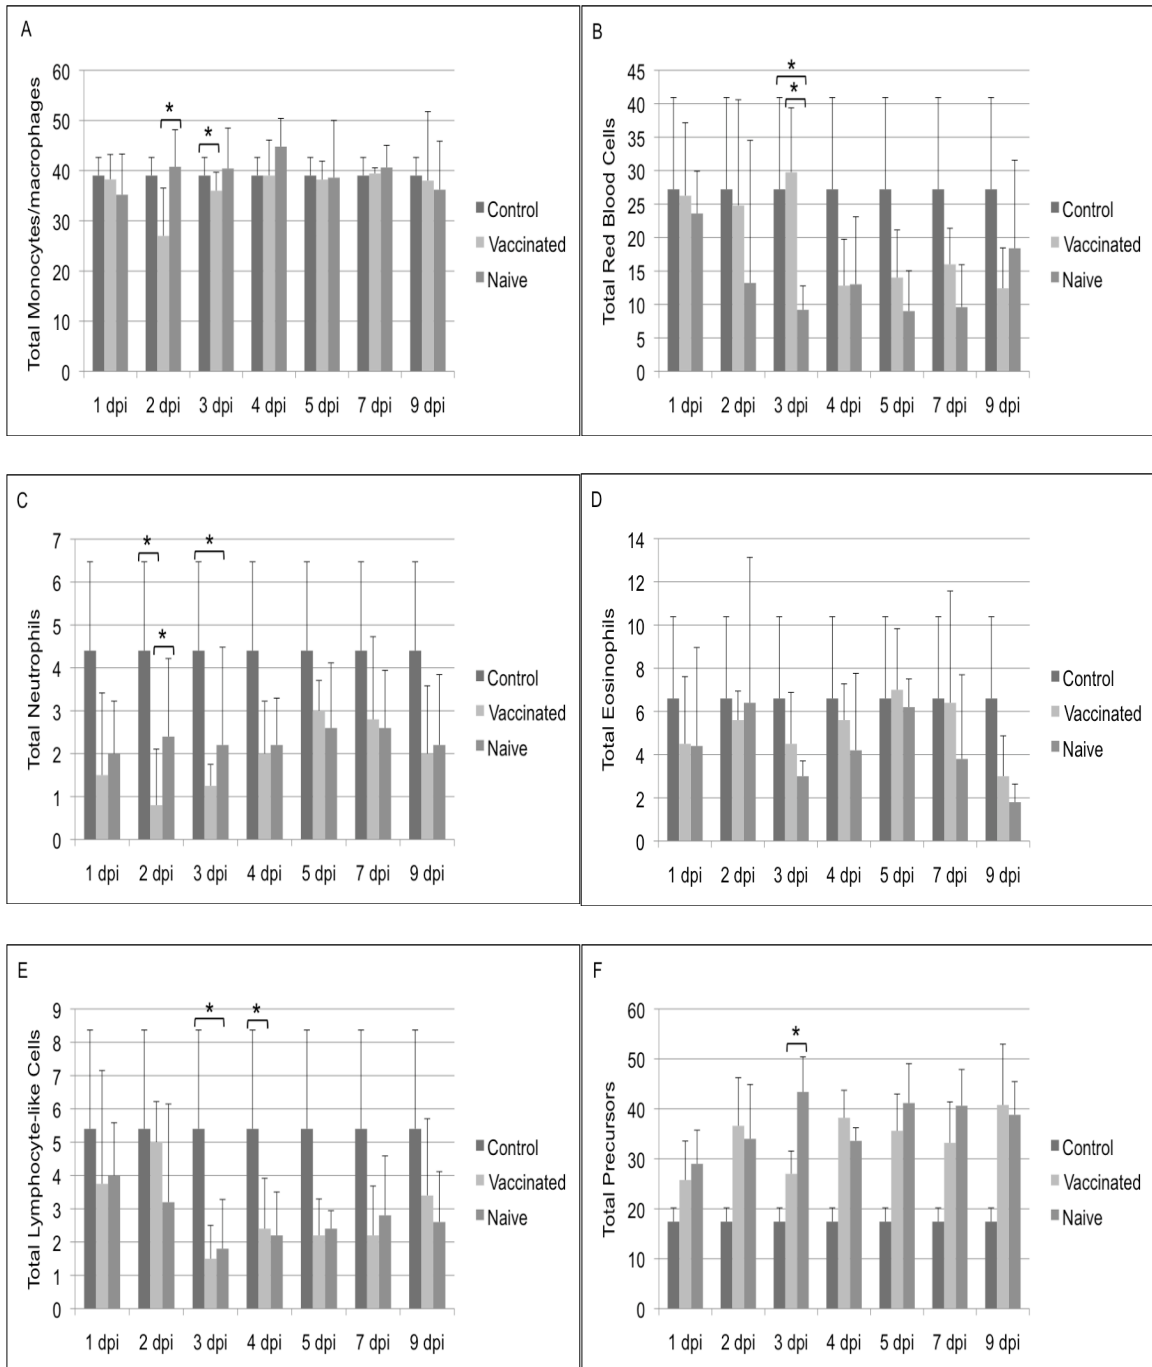 A
Total Monocytes/macrophages
60
50
40
30
20
10
0
* *
1 dpi 2 dpi 3 dpi 4 dpi 5 dpi 7 dpi 9 dpi
Control
Vaccinated
Naive
B
Total Red Blood Cells
45
40
35
30
25
20
15
10
5
0
*
*
1 dpi 2 dpi 3 dpi 4 dpi 5 dpi 7 dpi 9 dpi
Control
Vaccinated
Naive
C
Total Neutrophils
7
6
5
4
3
2
1
0
* *
*
1 dpi 2 dpi 3 dpi 4 dpi 5 dpi 7 dpi 9 dpi
Control
Vaccinated
Naive
D
Total Eosinophils
14
12
10
8
6
4
2
0
1 dpi 2 dpi 3 dpi 4 dpi 5 dpi 7 dpi 9 dpi
Control
Vaccinated
Naive
E
Total Lymphocyte-like Cells
9
8
7
6
5
4
3
2
1
0
* *
1 dpi 2 dpi 3 dpi 4 dpi 5 dpi 7 dpi 9 dpi
Control
Vaccinated
Naive
F
Total Precursors
60
50
40
30
20
10
0
*
1 dpi 2 dpi 3 dpi 4 dpi 5 dpi 7 dpi 9 dpi
Control
Vaccinated
Naive